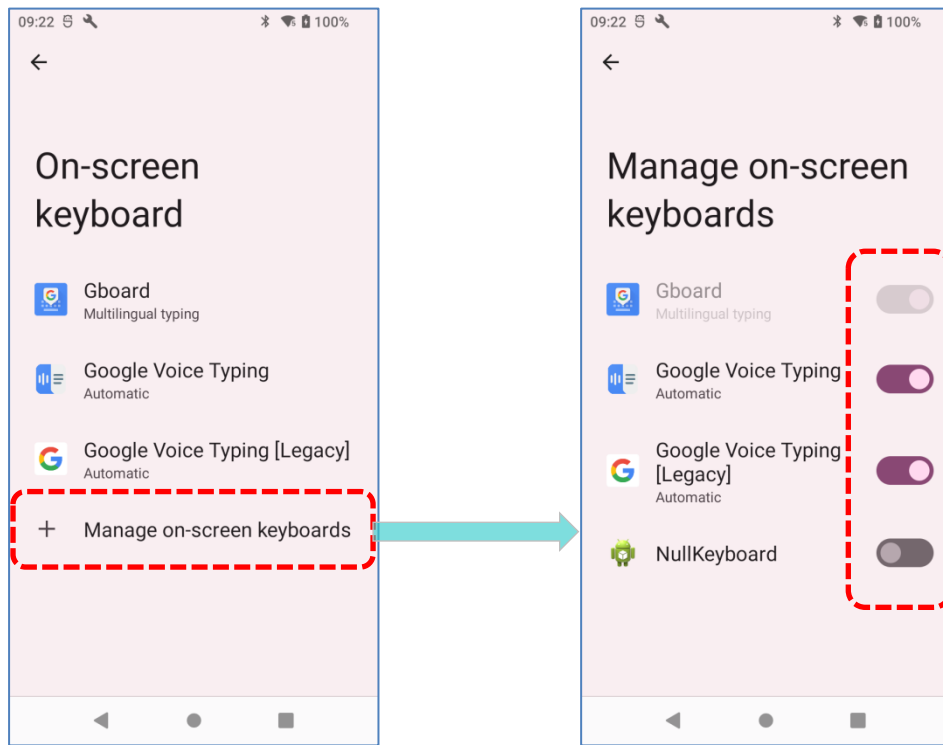 09:22 100%
On-screen
keyboard
Gboard
Multilingual typing
Google Voice Typing
Automatic
Google Voice Typing [Legacy]
Automatic
+ Manage on-screen keyboards
09:22 100%
Manage on-screen
keyboards
Gboard
Multilingual typing
Google Voice Typing
Automatic
Google Voice Typing
[Legacy]
Automatic
NullKeyboard